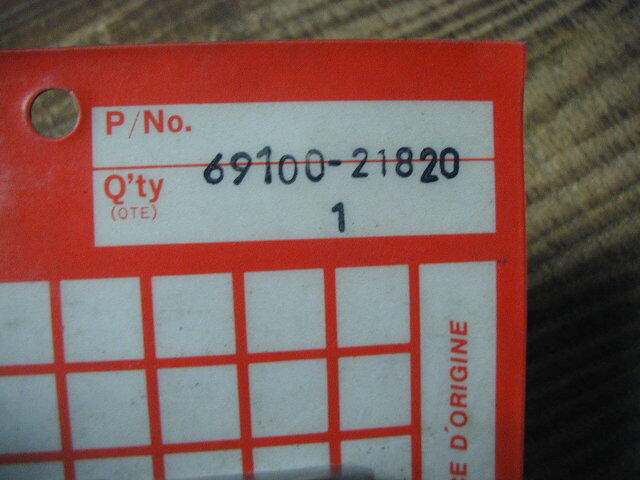 P/No.
69100-21820
Q'ty
(QTE)
1
CE D'ORIGINE